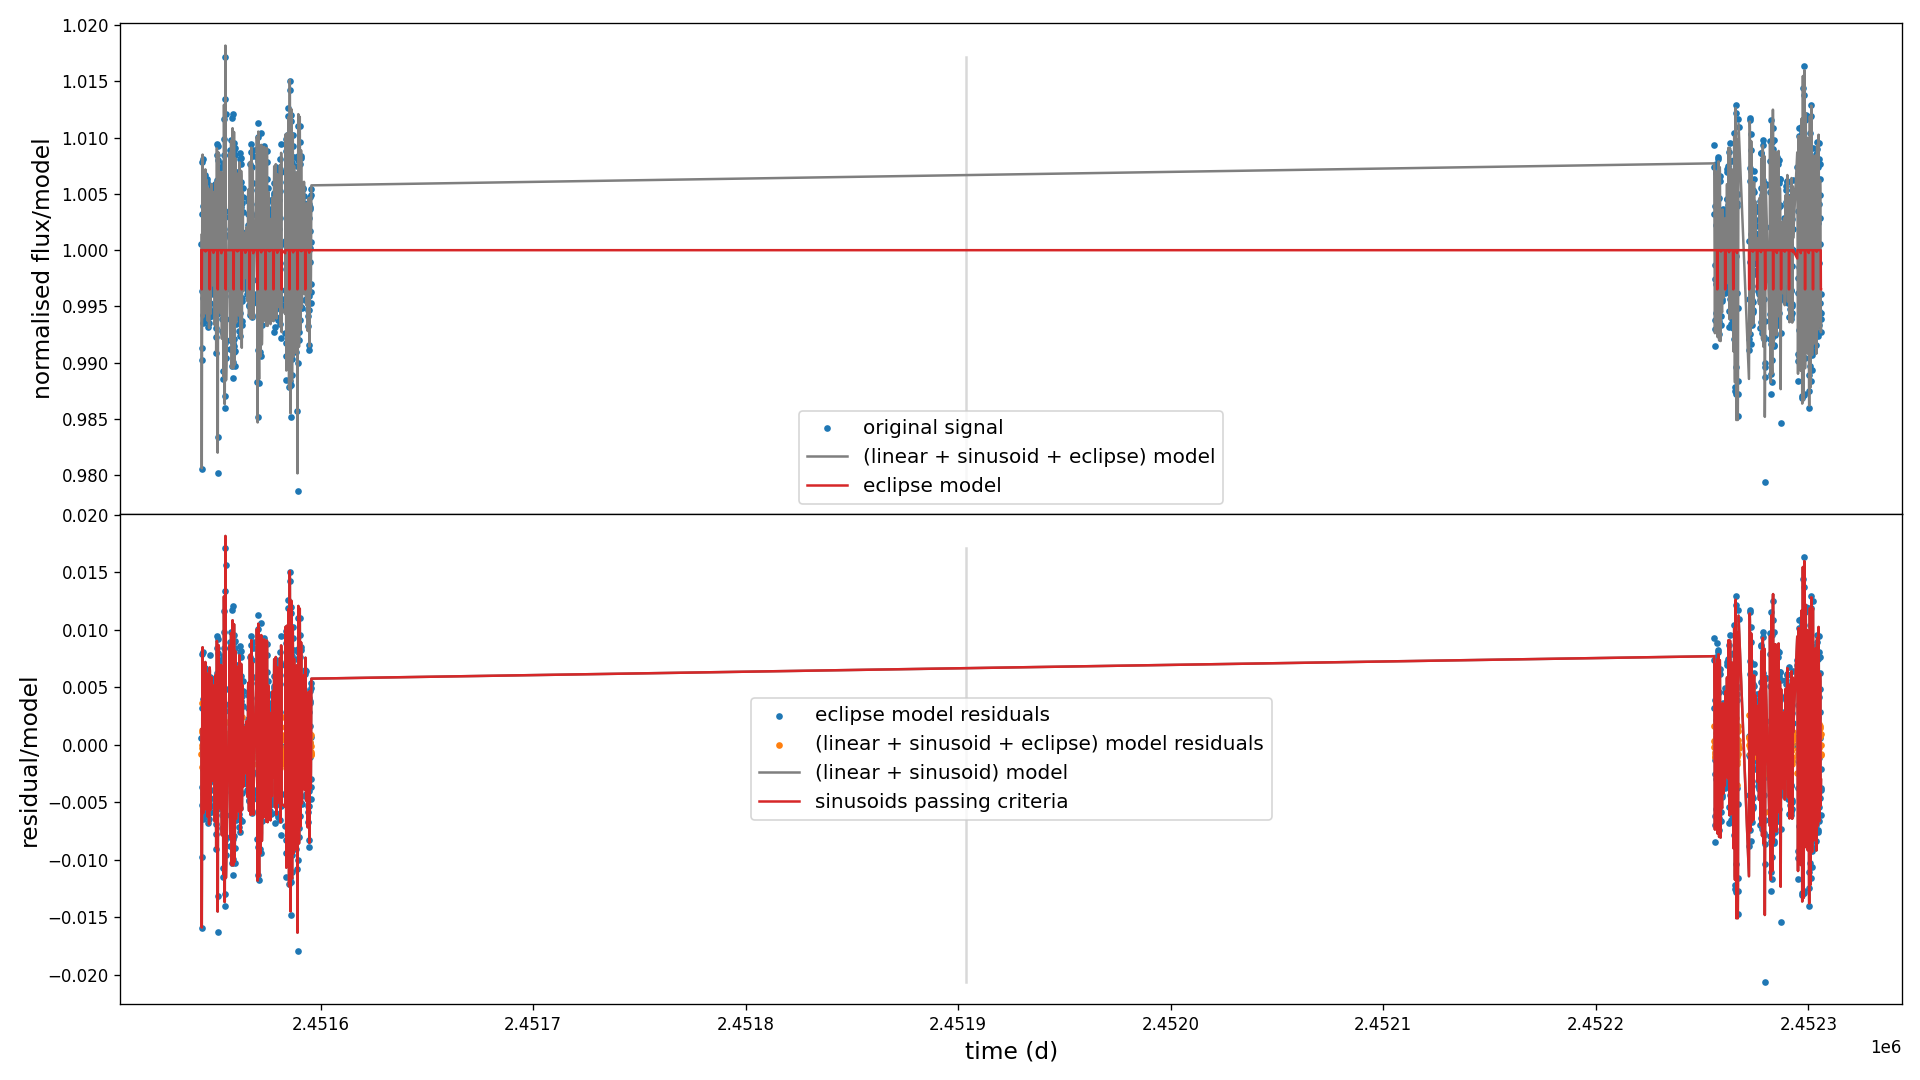 1.020
1.015
1.010
1.005
1.000
0.995
0.990
0.985
0.980
normalised flux/model
original signal
(linear + sinusoid + eclipse) model
eclipse model
0.020
0.015
0.010
0.005
0.000
−0.005
−0.010
−0.015
−0.020
residual/model
eclipse model residuals
(linear + sinusoid + eclipse) model residuals
(linear + sinusoid) model
sinusoids passing criteria
2.4516 2.4517 2.4518 2.4519 2.4520 2.4521 2.4522 2.4523
time (d)
1e6